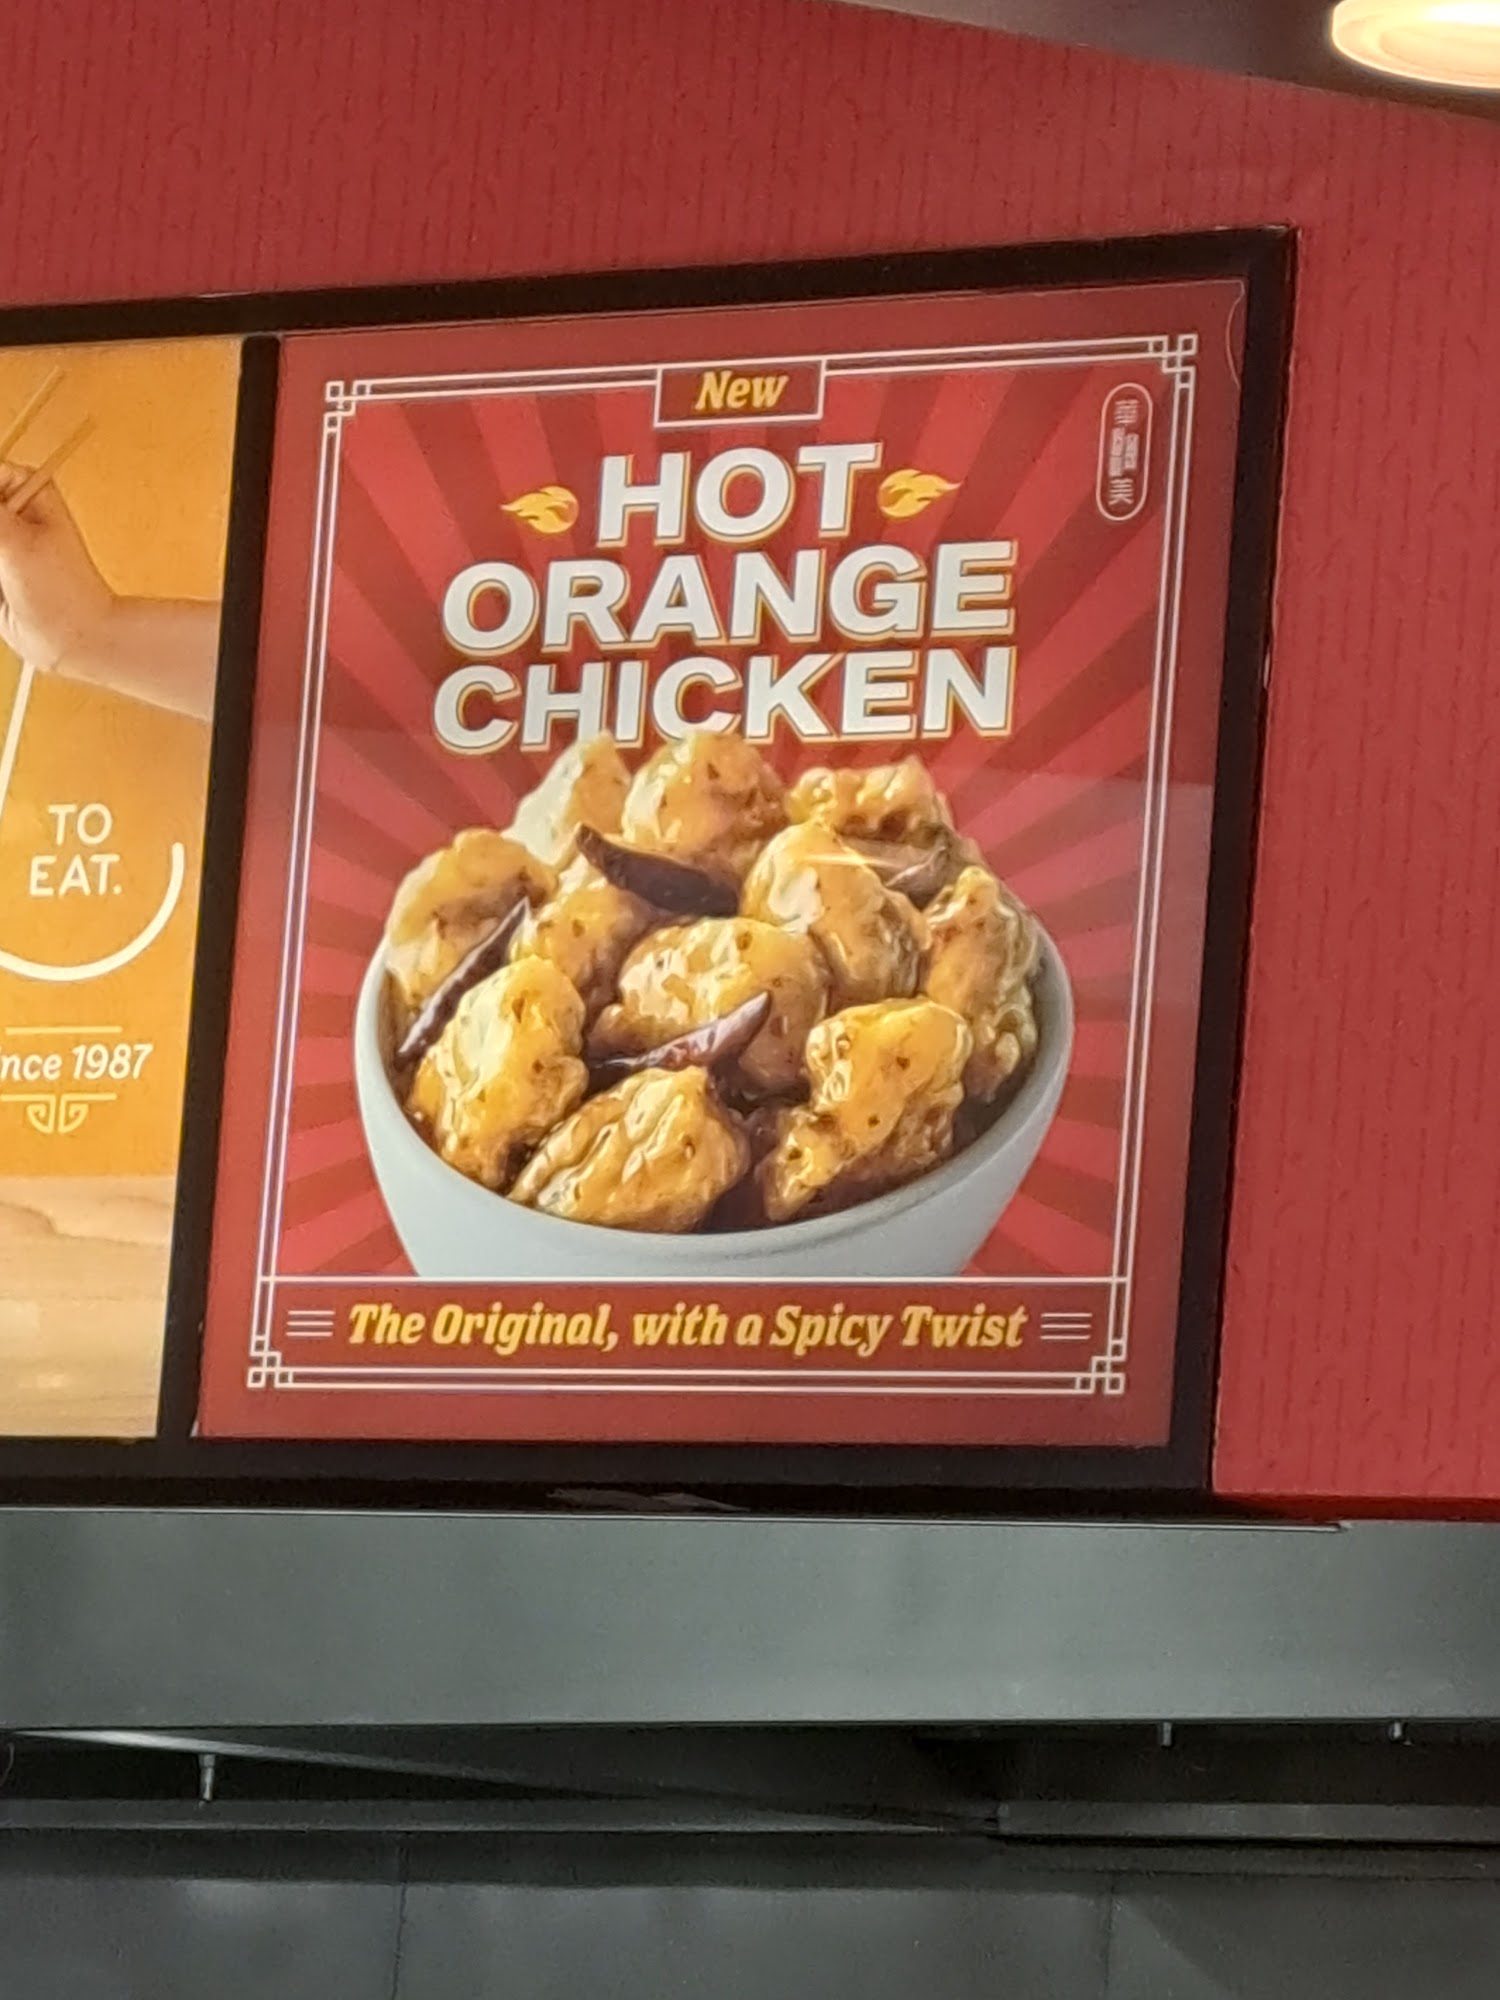 TO
EAT.
nce 1987
New
HOT
ORANGE
CHICKEN
The Original, with a Spicy Twist